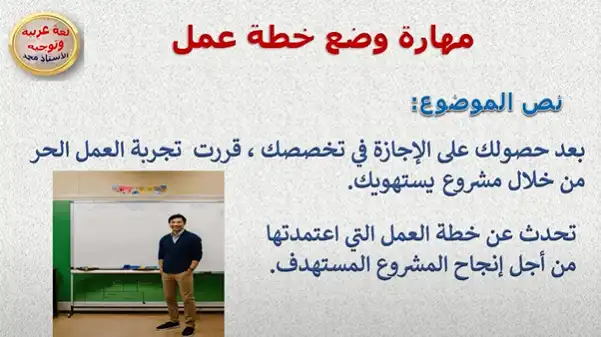 لغة عربية
وتوجيه
الأستاذ مجد
مهارة وضع خطة عمل
نص الموضوع:
بعد حصولك على الإجازة في تخصصك ، قررت تجربة العمل الحر
من خلال مشروع يستهويك.
تحدث عن خطة العمل التي اعتمدتها
من أجل إنجاح المشروع المستهدف.